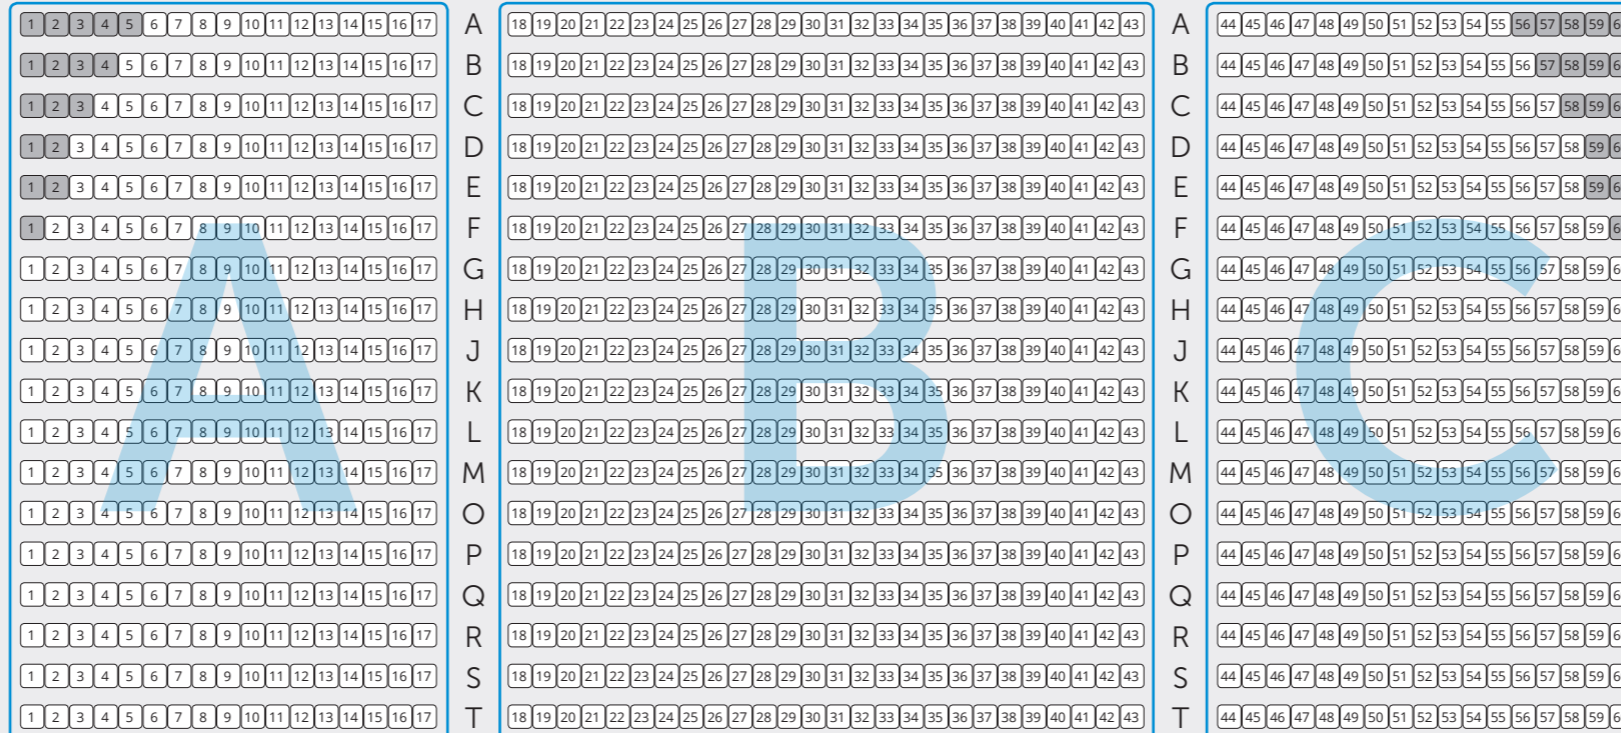 1 2 3 4 5 6 7 8 9 10 11 12 13 14 15 16 17 A 18 19 20 21 22 23 24 25 26 27 28 29 30 31 32 33 34 35 36 37 38 39 40 41 42 43 A 44 45 46 47 48 49 50 51 52 53 54 55 56 57 58 59
1 2 3 4 5 6 7 8 9 10 11 12 13 14 15 16 17 B 18 19 20 21 22 23 24 25 26 27 28 29 30 31 32 33 34 35 36 37 38 39 40 41 42 43 B 44 45 46 47 48 49 50 51 52 53 54 55 56 57 58 59
1 2 3 4 5 6 7 8 9 10 11 12 13 14 15 16 17 C 18 19 20 21 22 23 24 25 26 27 28 29 30 31 32 33 34 35 36 37 38 39 40 41 42 43 C 44 45 46 47 48 49 50 51 52 53 54 55 56 57 58 59
1 2 3 4 5 6 7 8 9 10 11 12 13 14 15 16 17 D 18 19 20 21 22 23 24 25 26 27 28 29 30 31 32 33 34 35 36 37 38 39 40 41 42 43 D 44 45 46 47 48 49 50 51 52 53 54 55 56 57 58 59
1 2 3 4 5 6 7 8 9 10 11 12 13 14 15 16 17 E 18 19 20 21 22 23 24 25 26 27 28 29 30 31 32 33 34 35 36 37 38 39 40 41 42 43 E 44 45 46 47 48 49 50 51 52 53 54 55 56 57 58 59
1 2 3 4 5 6 7 8 9 10 11 12 13 14 15 16 17 F 18 19 20 21 22 23 24 25 26 27 28 29 30 31 32 33 34 35 36 37 38 39 40 41 42 43 F 44 45 46 47 48 49 50 51 52 53 54 55 56 57 58 59
1 2 3 4 5 6 7 8 9 10 11 12 13 14 15 16 17 G 18 19 20 21 22 23 24 25 26 27 28 29 30 31 32 33 34 35 36 37 38 39 40 41 42 43 G 44 45 46 47 48 49 50 51 52 53 54 55 56 57 58 59
1 2 3 4 5 6 7 8 9 10 11 12 13 14 15 16 17 H 18 19 20 21 22 23 24 25 26 27 28 29 30 31 32 33 34 35 36 37 38 39 40 41 42 43 H 44 45 46 47 48 49 50 51 52 53 54 55 56 57 58 59
1 2 3 4 5 6 7 8 9 10 11 12 13 14 15 16 17 J 18 19 20 21 22 23 24 25 26 27 28 29 30 31 32 33 34 35 36 37 38 39 40 41 42 43 J 44 45 46 47 48 49 50 51 52 53 54 55 56 57 58 59
A B C
1 2 3 4 5 6 7 8 9 10 11 12 13 14 15 16 17 K 18 19 20 21 22 23 24 25 26 27 28 29 30 31 32 33 34 35 36 37 38 39 40 41 42 43 K 44 45 46 47 48 49 50 51 52 53 54 55 56 57 58 59
1 2 3 4 5 6 7 8 9 10 11 12 13 14 15 16 17 L 18 19 20 21 22 23 24 25 26 27 28 29 30 31 32 33 34 35 36 37 38 39 40 41 42 43 L 44 45 46 47 48 49 50 51 52 53 54 55 56 57 58 59
1 2 3 4 5 6 7 8 9 10 11 12 13 14 15 16 17 M 18 19 20 21 22 23 24 25 26 27 28 29 30 31 32 33 34 35 36 37 38 39 40 41 42 43 M 44 45 46 47 48 49 50 51 52 53 54 55 56 57 58 59
1 2 3 4 5 6 7 8 9 10 11 12 13 14 15 16 17 O 18 19 20 21 22 23 24 25 26 27 28 29 30 31 32 33 34 35 36 37 38 39 40 41 42 43 O 44 45 46 47 48 49 50 51 52 53 54 55 56 57 58 59
1 2 3 4 5 6 7 8 9 10 11 12 13 14 15 16 17 P 18 19 20 21 22 23 24 25 26 27 28 29 30 31 32 33 34 35 36 37 38 39 40 41 42 43 P 44 45 46 47 48 49 50 51 52 53 54 55 56 57 58 59
1 2 3 4 5 6 7 8 9 10 11 12 13 14 15 16 17 Q 18 19 20 21 22 23 24 25 26 27 28 29 30 31 32 33 34 35 36 37 38 39 40 41 42 43 Q 44 45 46 47 48 49 50 51 52 53 54 55 56 57 58 59
1 2 3 4 5 6 7 8 9 10 11 12 13 14 15 16 17 R 18 19 20 21 22 23 24 25 26 27 28 29 30 31 32 33 34 35 36 37 38 39 40 41 42 43 R 44 45 46 47 48 49 50 51 52 53 54 55 56 57 58 59
1 2 3 4 5 6 7 8 9 10 11 12 13 14 15 16 17 S 18 19 20 21 22 23 24 25 26 27 28 29 30 31 32 33 34 35 36 37 38 39 40 41 42 43 S 44 45 46 47 48 49 50 51 52 53 54 55 56 57 58 59
1 2 3 4 5 6 7 8 9 10 11 12 13 14 15 16 17 T 18 19 20 21 22 23 24 25 26 27 28 29 30 31 32 33 34 35 36 37 38 39 40 41 42 43 T 44 45 46 47 48 49 50 51 52 53 54 55 56 57 58 59